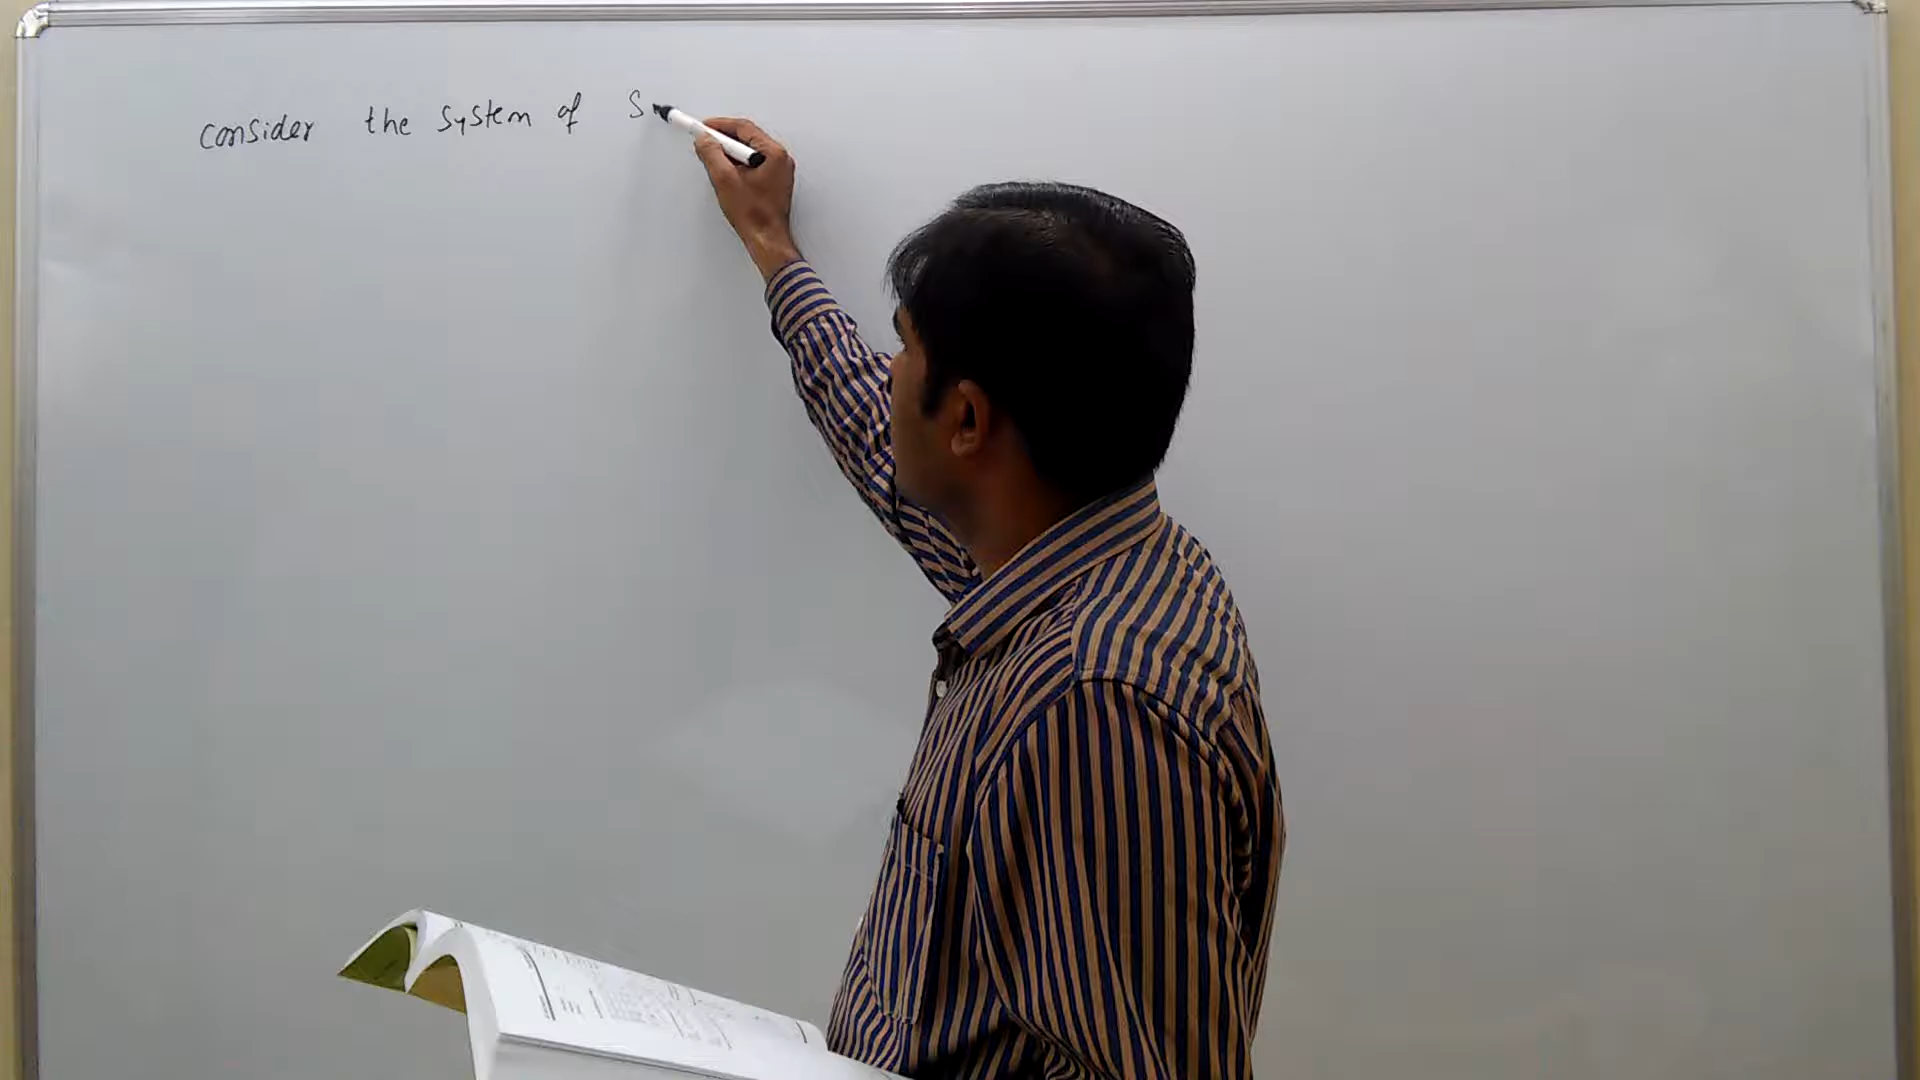 consider the system of S